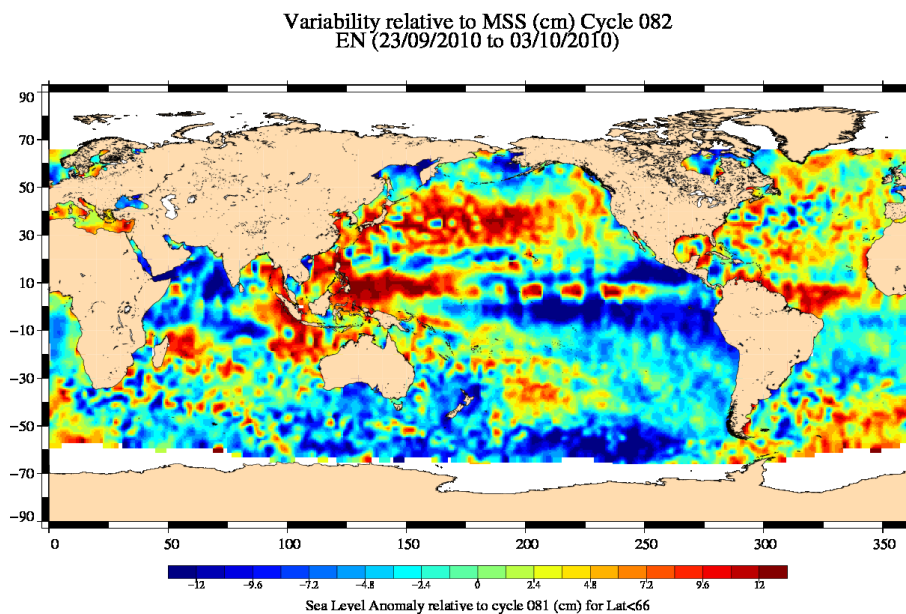 Variability relative to MSS (cm) Cycle 082
EN (23/09/2010 to 03/10/2010)
90
70
50
30
10
−10
−30
−50
−70
−90
0 50 100 150 200 250 300 350
−12 −9.6 −7.2 −4.8 −2.4 0 2.4 4.8 7.2 9.6 12
Sea Level Anomaly relative to cycle 081 (cm) for Lat<66